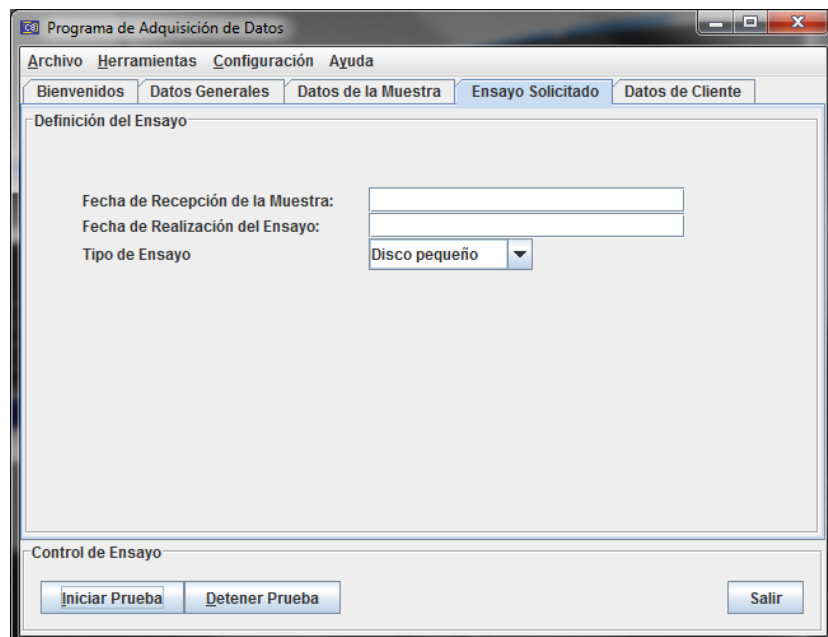 Programa de Adquisición de Datos
Archivo Herramientas Configuración Ayuda
Bienvenidos Datos Generales Datos de la Muestra Ensayo Solicitado Datos de Cliente
Definición del Ensayo
Fecha de Recepción de la Muestra:
Fecha de Realización del Ensayo:
Tipo de Ensayo Disco pequeño
Control de Ensayo
Iniciar Prueba Detener Prueba Salir